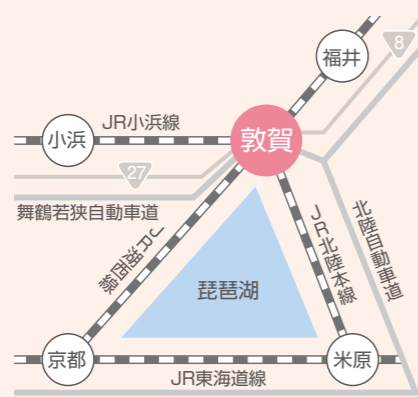 福井
8
JR小浜線
小浜
敦賀
27
舞鶴若狭自動車道
JR湖西線
琵琶湖
JR北陸本線
北陸自動車道
京都
米原
JR東海道線